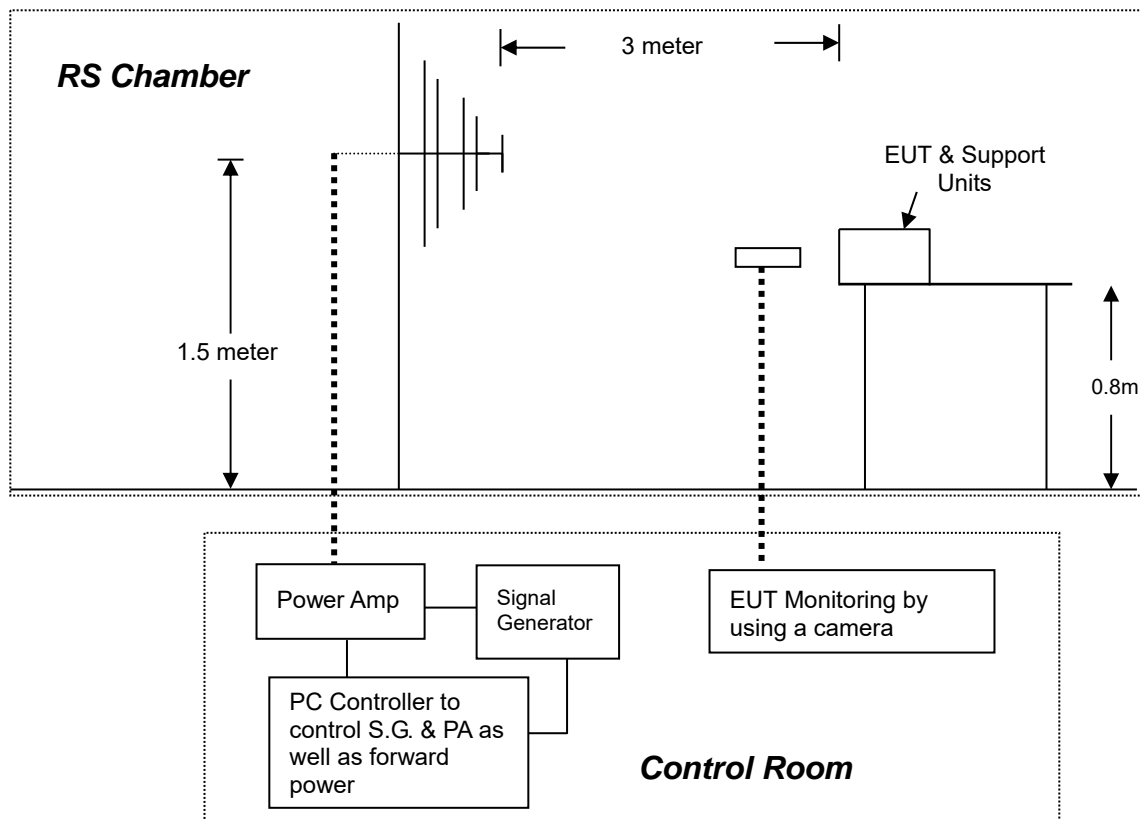 3 meter
RS Chamber
EUT & Support
Units
1.5 meter
0.8m
Power Amp
Signal
Generator
EUT Monitoring by
using a camera
PC Controller to
control S.G. & PA as
well as forward
power
Control Room